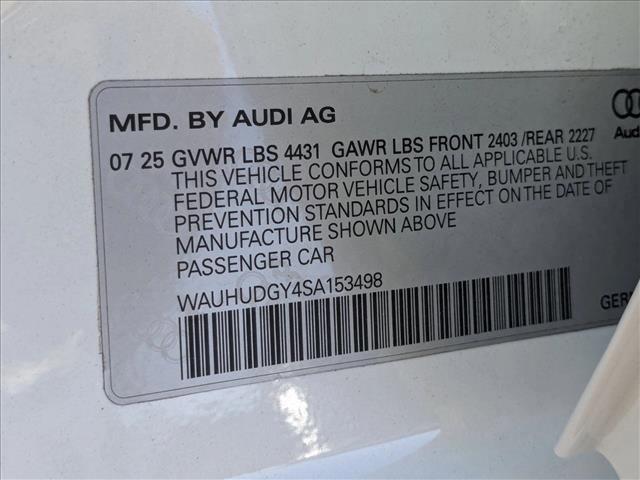 MFD. BY AUDI AG
07 25 GVWR LBS 4431 GAWR LBS FRONT 2403 /REAR 2227
THIS VEHICLE CONFORMS TO ALL APPLICABLE U.S.
FEDERAL MOTOR VEHICLE SAFETY, BUMPER AND THEFT
PREVENTION STANDARDS IN EFFECT ON THE DATE OF
MANUFACTURE SHOWN ABOVE
PASSENGER CAR
WAUHUDGY4SA153498
Aud
GER